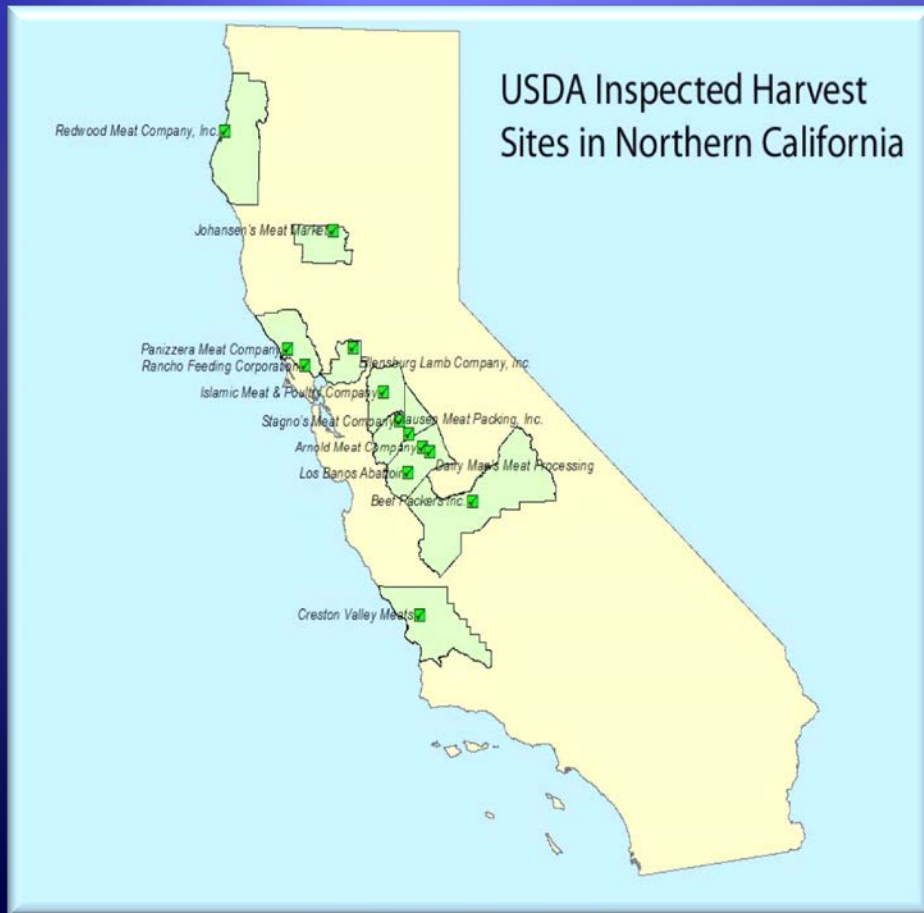 USDA Inspected Harvest
Sites in Northern California
Redwood Meat Company, Inc.
Johansen's Meat Market
Panizzera Meat Company
Rancho Feeding Corporation
Ellensburg Lamb Company, Inc.
Islamic Meat & Poultry Company
Stagno's Meat Company
Clausen Meat Packing, Inc.
Arnold Meat Company
Dairy Man's Meat Processing
Los Banos Abattoir
Beef Packers Inc.
Creston Valley Meats